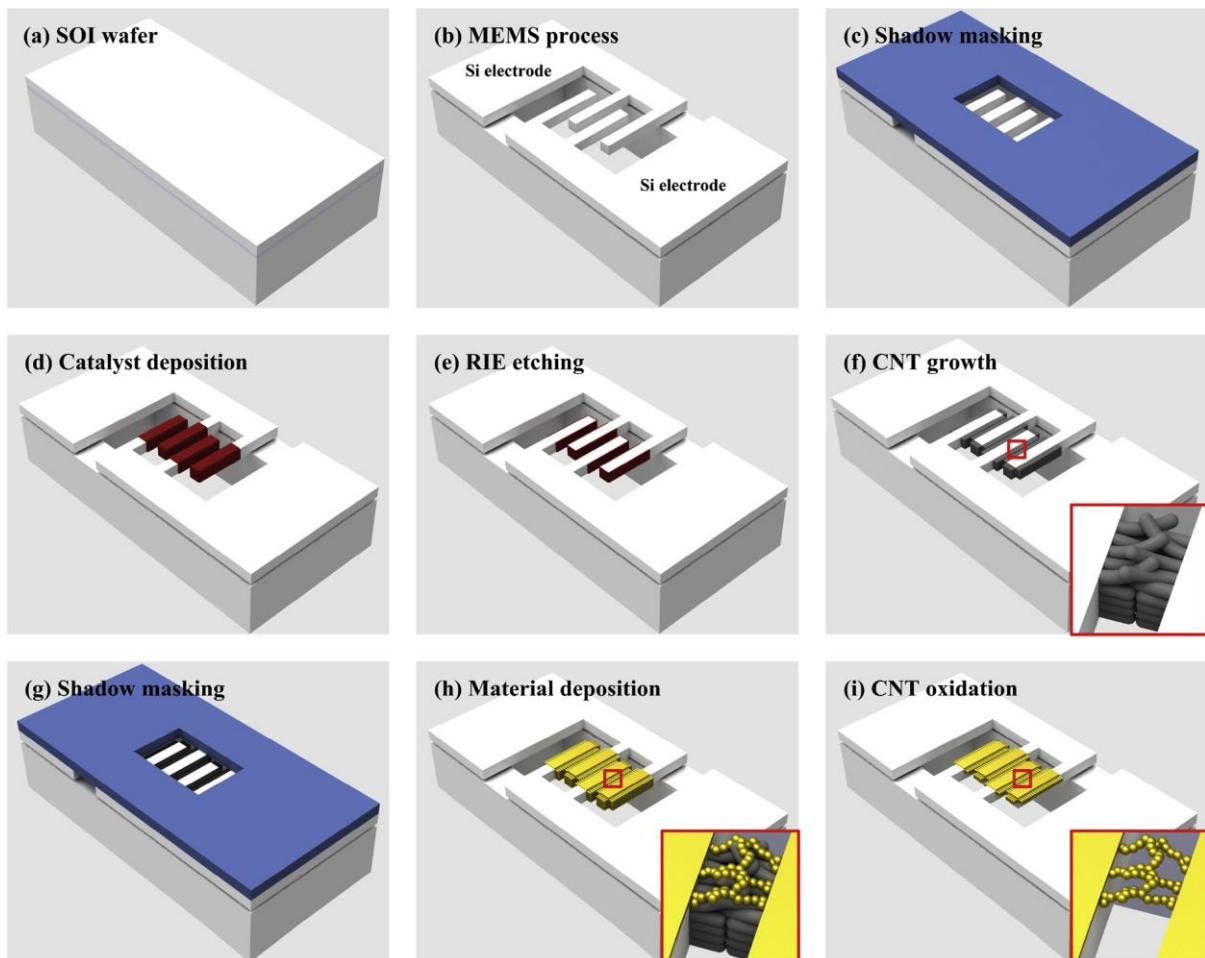 (a) SOI wafer
(b) MEMS process
Si electrode
Si electrode
(c) Shadow masking
(d) Catalyst deposition
(e) RIE etching
(f) CNT growth
(g) Shadow masking
(h) Material deposition
(i) CNT oxidation